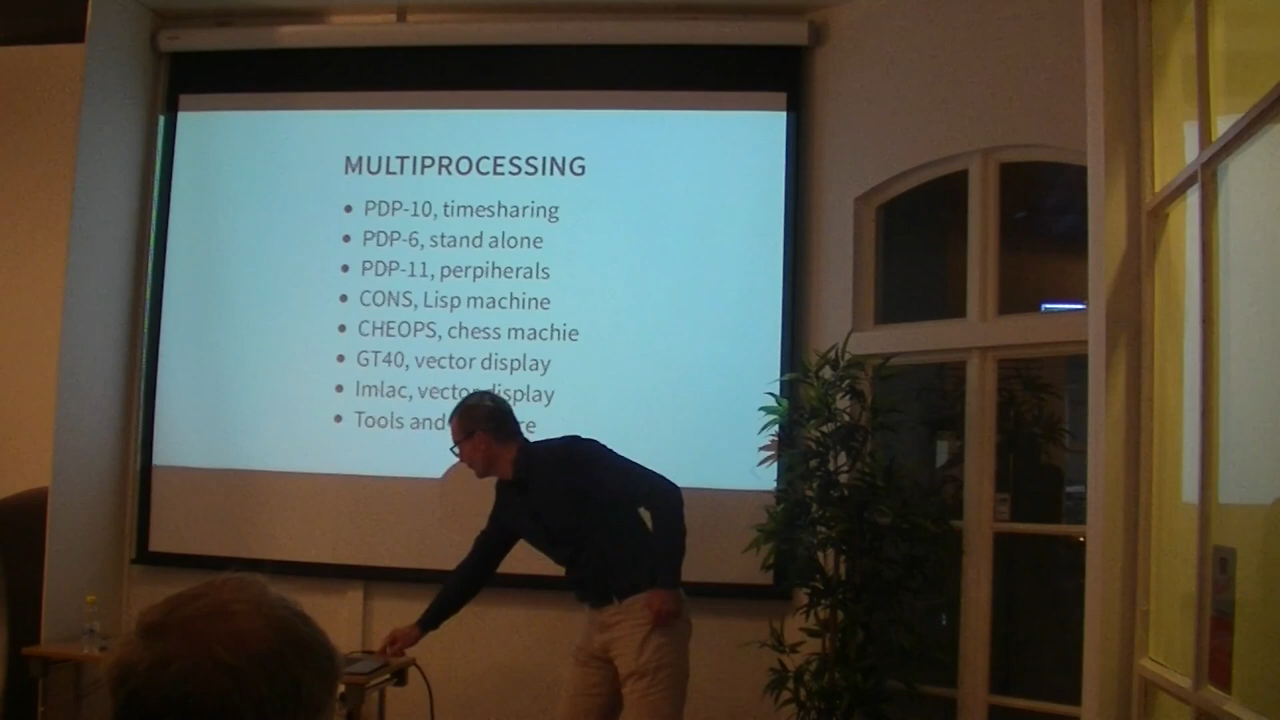 MULTIPROCESSING
• PDP-10, timesharing
• PDP-6, stand alone
• PDP-11, perpiherals
• CONS, Lisp machine
• CHEOPS, chess machie
• GT40, vector display
• Imlac, vector display
• Tools and